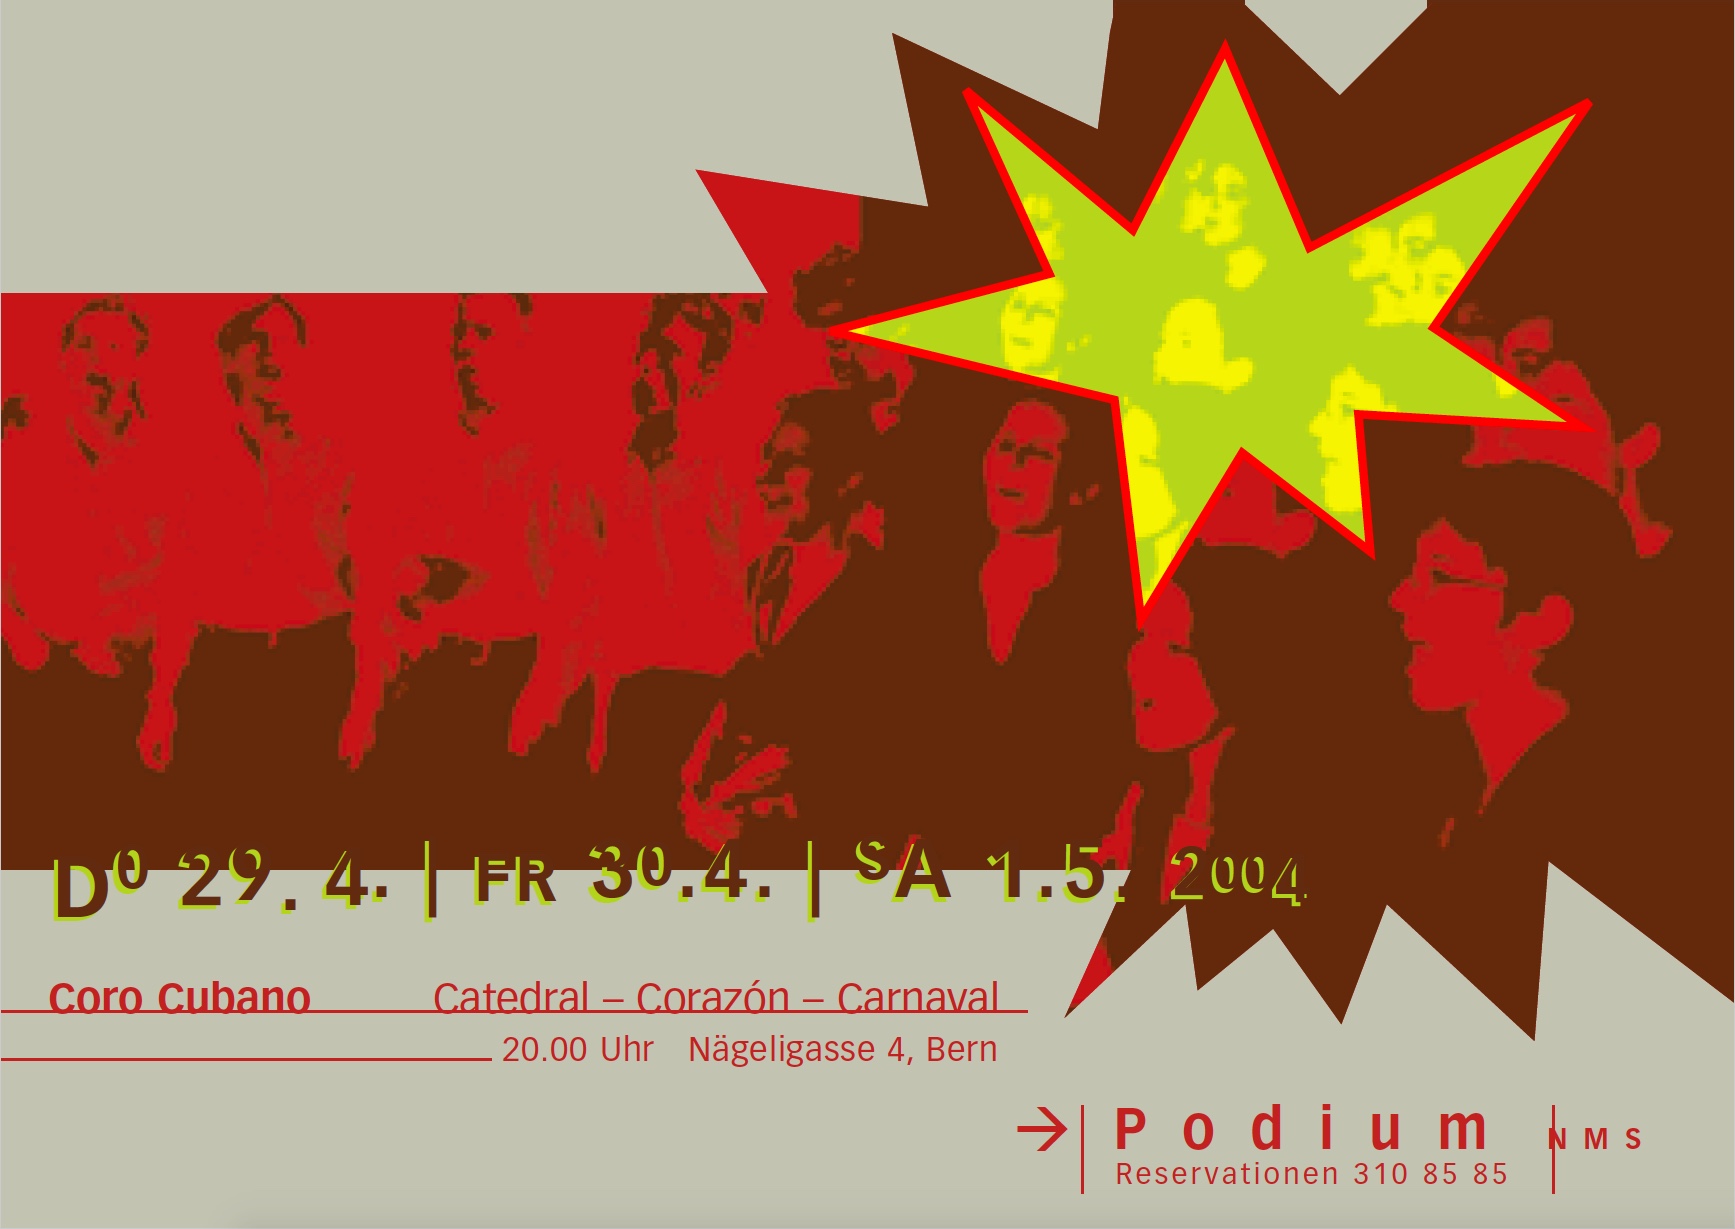 Do 29. 4. | FR 30.4. | SA 1.5. 2004.
Coro Cubano Catedral – Corazón – Carnaval
20.00 Uhr Nägeligasse 4, Bern
→ | Podium | NMS
Reservationen 310 85 85